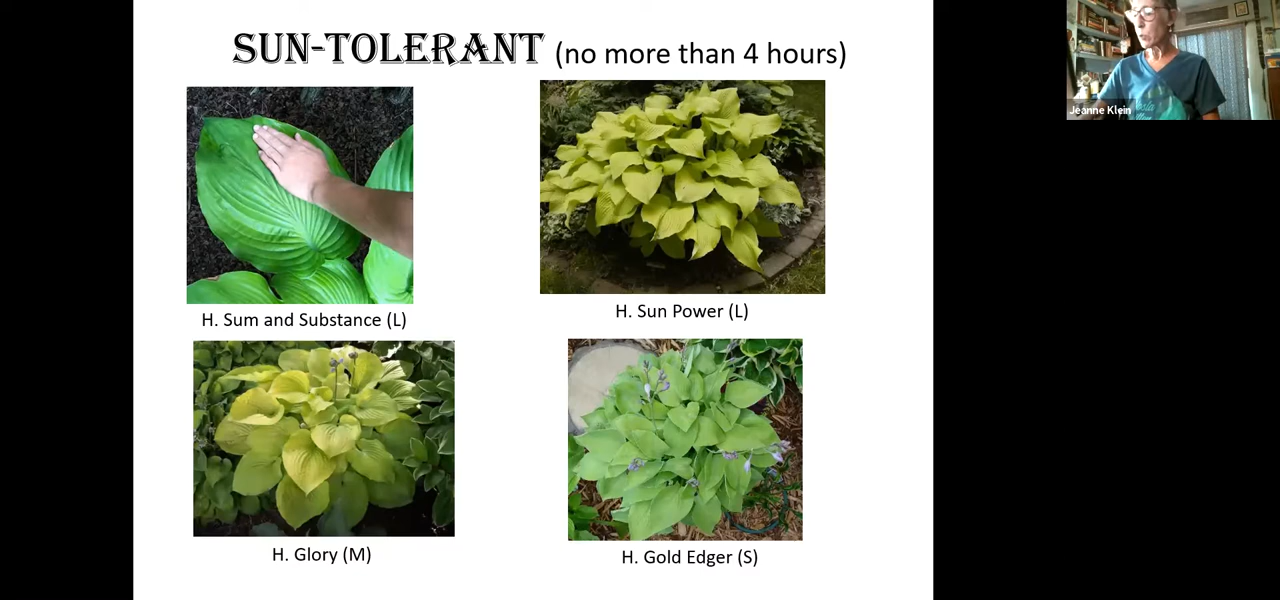 SUN-TOLERANT (no more than 4 hours)
H. Sum and Substance (L)
H. Sun Power (L)
H. Glory (M)
H. Gold Edger (S)
Jeanne Klein